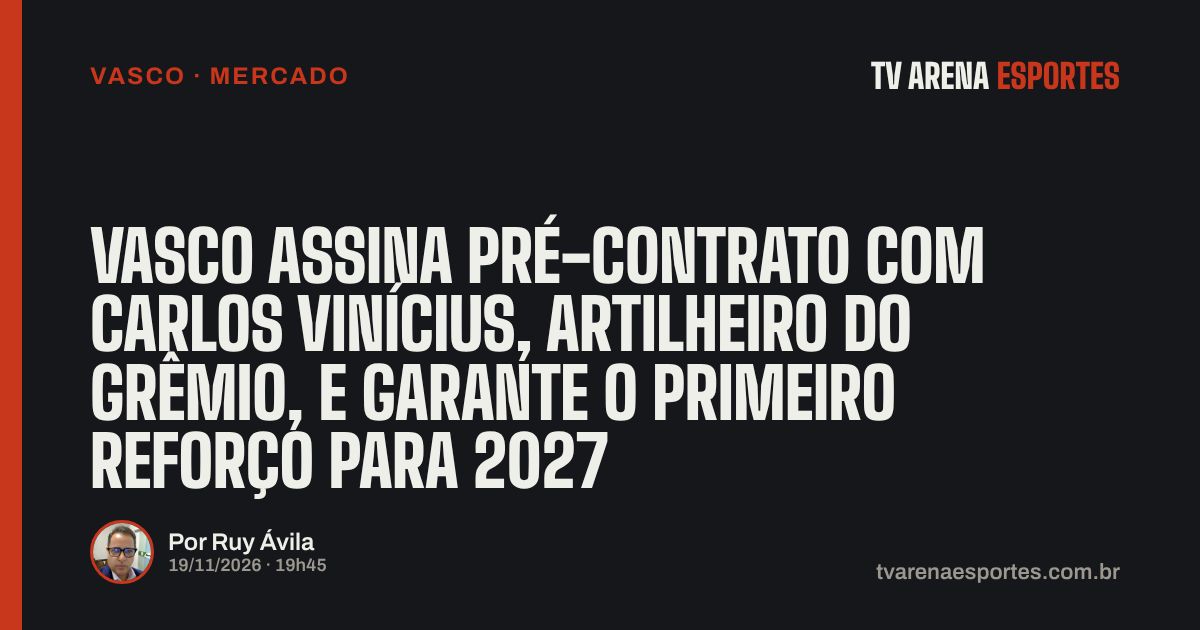 VASCO · MERCADO
TV ARENA ESPORTES
VASCO ASSINA PRÉ-CONTRATO COM
CARLOS VINÍCIUS, ARTILHEIRO DO
GRÊMIO, E GARANTE O PRIMEIRO
REFORÇO PARA 2027
Por Ruy Ávila
19/11/2026 · 19h45
tvarenaesportes.com.br